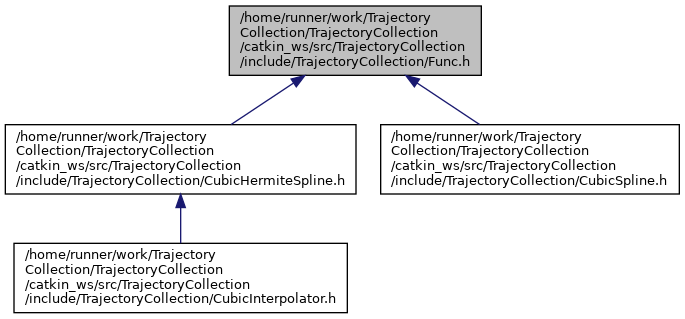 /home/runner/work/Trajectory
Collection/TrajectoryCollection
/catkin_ws/src/TrajectoryCollection
/include/TrajectoryCollection/Func.h
/home/runner/work/Trajectory
Collection/TrajectoryCollection
/catkin_ws/src/TrajectoryCollection
/include/TrajectoryCollection/CubicHermiteSpline.h
/home/runner/work/Trajectory
Collection/TrajectoryCollection
/catkin_ws/src/TrajectoryCollection
/include/TrajectoryCollection/CubicSpline.h
/home/runner/work/Trajectory
Collection/TrajectoryCollection
/catkin_ws/src/TrajectoryCollection
/include/TrajectoryCollection/CubicInterpolator.h